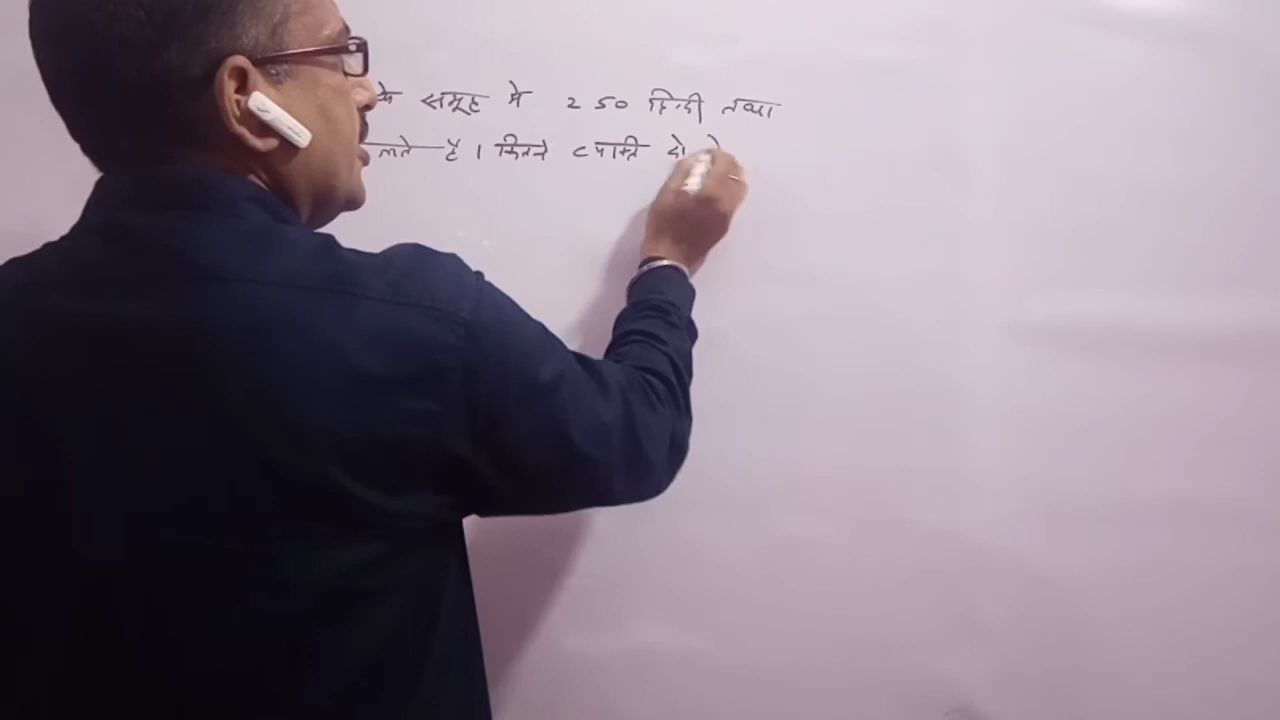 के समूह में 250 हिन्दी तथा
लते है । कितने व्यक्ति दो